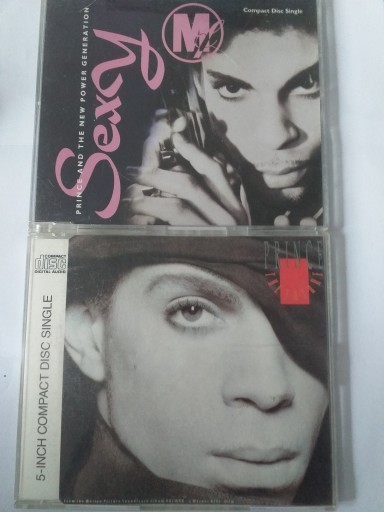 Compact Disc Single
PRINCE AND THE NEW POWER GENERATION
Sexy
M
COMPACT
disc
DIGITAL AUDIO
5-INCH COMPACT DISC SINGLE
PRINCE